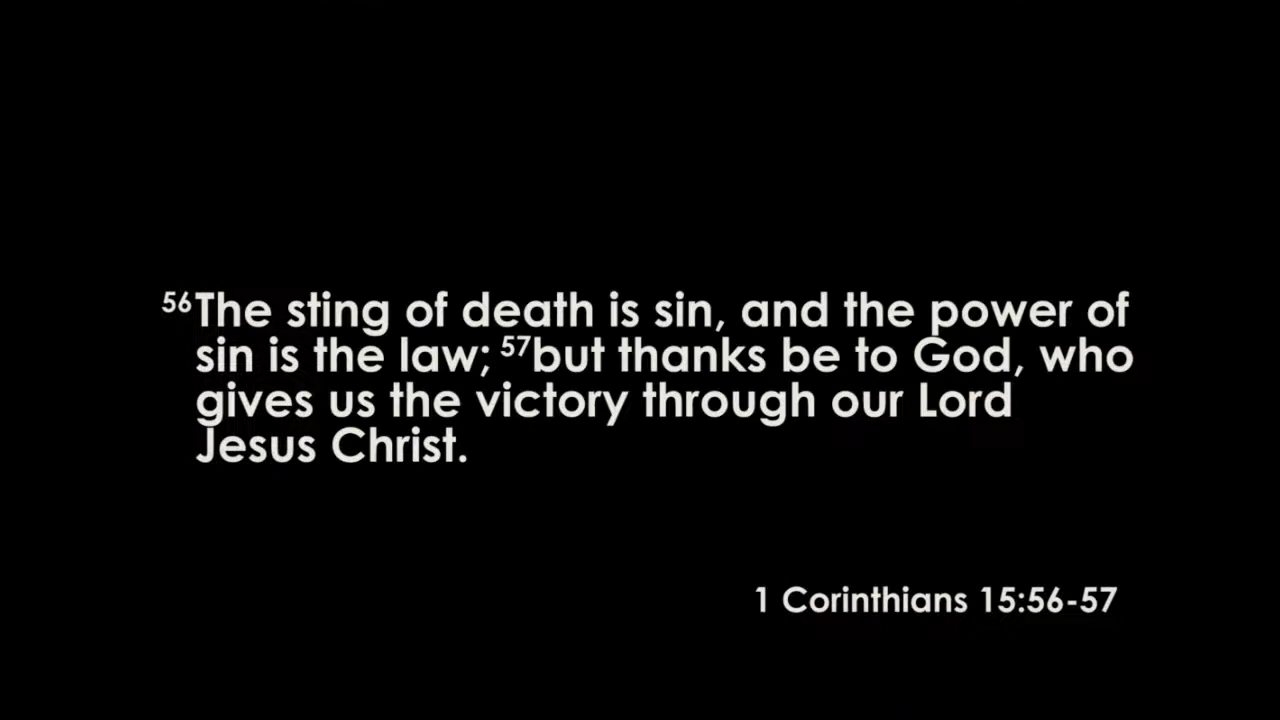 56The sting of death is sin, and the power of
sin is the law; 57but thanks be to God, who
gives us the victory through our Lord
Jesus Christ.
1 Corinthians 15:56-57